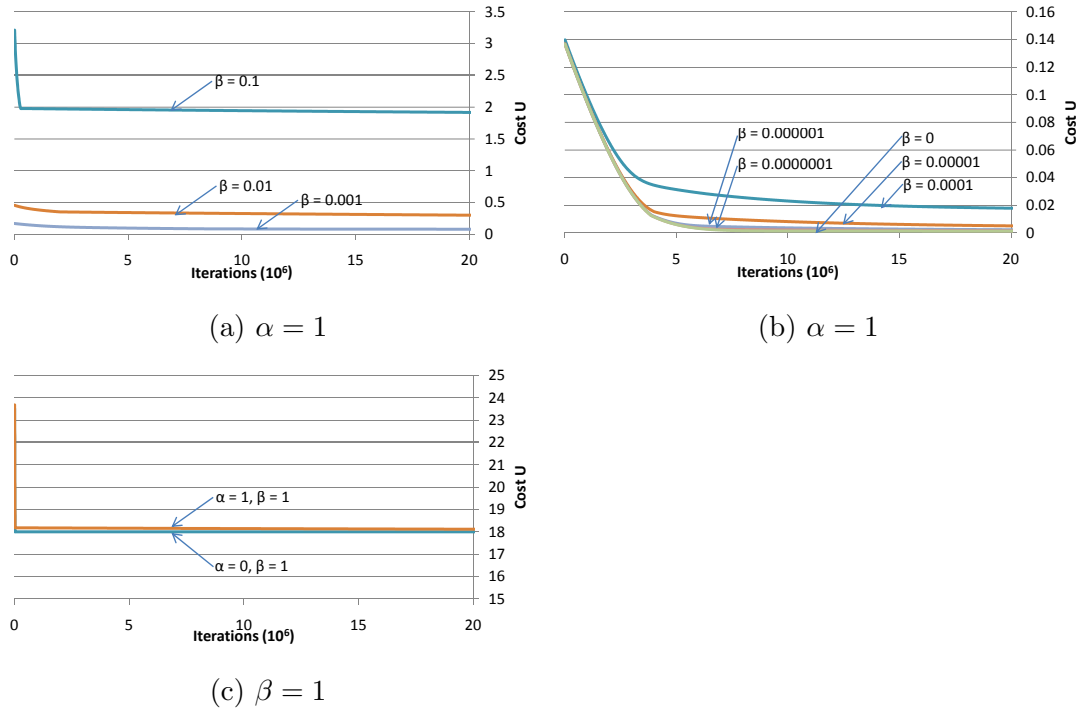 3.5
3
2.5
2
1.5
1
0.5
0
Cost U
β = 0.1
β = 0.01
β = 0.001
0 5 10 15 20
Iterations (10⁶)
(a) α = 1
0.16
0.14
0.12
0.1
0.08
0.06
0.04
0.02
0
Cost U
β = 0.000001
β = 0.0000001
β = 0
β = 0.00001
β = 0.0001
0 5 10 15 20
Iterations (10⁶)
(b) α = 1
25
24
23
22
21
20
19
18
17
16
15
Cost U
α = 1, β = 1
α = 0, β = 1
0 5 10 15 20
Iterations (10⁶)
(c) β = 1